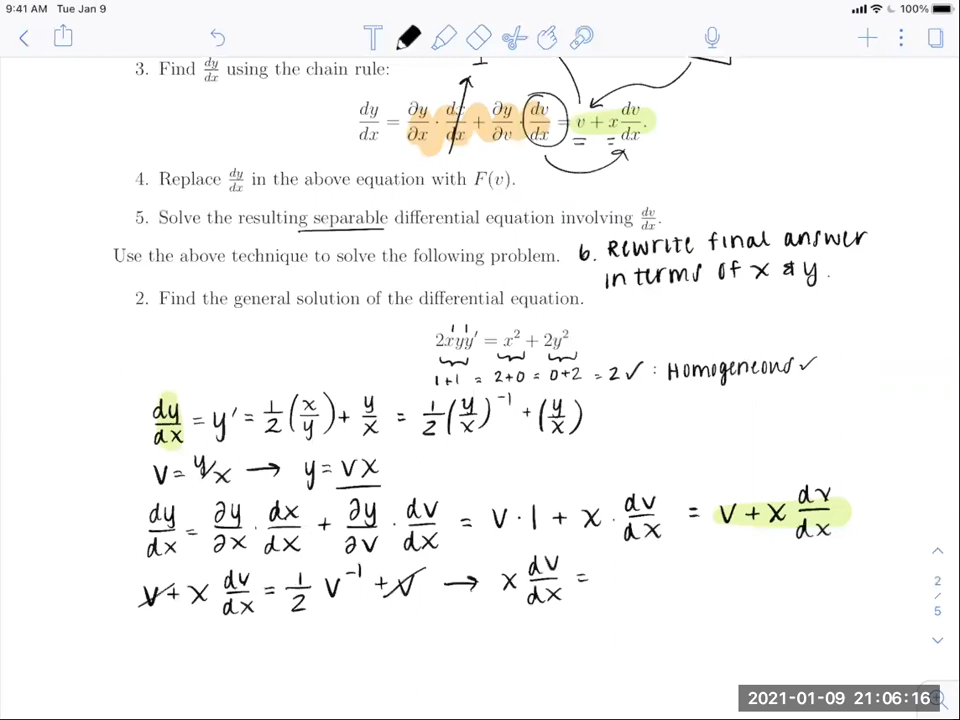 9:41 AM Tue Jan 9
100%
3. Find dy/dx using the chain rule:
dy/dx = ∂y/∂x · dx/dx + ∂y/∂v · dv/dx = v + x dv/dx.
4. Replace dy/dx in the above equation with F(v).
5. Solve the resulting separable differential equation involving dv/dx.
Use the above technique to solve the following problem.
6. Rewrite final answer
in terms of x & y.
2. Find the general solution of the differential equation.
1 1
2xyy′ = x² + 2y²
1+1 = 2+0 = 0+2 = 2 ✓ : Homogeneous ✓
dy/dx = y' = 1/2 (x/y) + y/x = 1/2 (y/x)⁻¹ + (y/x)
v = y/x → y = vx
dy/dx = ∂y/∂x · dx/dx + ∂y/∂v · dv/dx = v · 1 + x · dv/dx = v + x dv/dx
v + x dv/dx = 1/2 v⁻¹ + v → x dv/dx =
2
/
5
2021-01-09 21:06:16